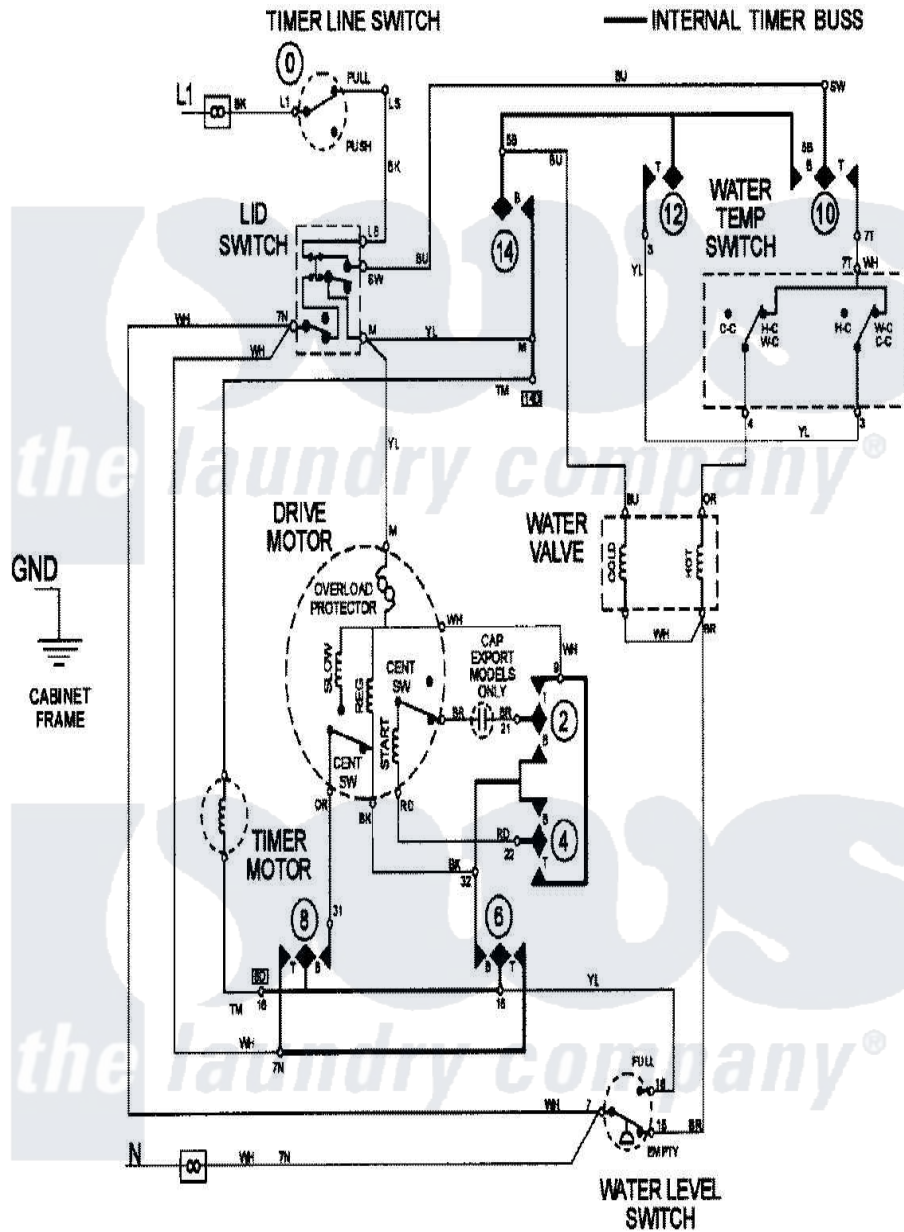 TIMER LINE SWITCH
INTERNAL TIMER BUSS
0
PULL
L1
BK
L1
LS
PUSH
BK
BU
SW
5B
BU
5B
B
T
T
B
12
10
WATER
TEMP
SWITCH
14
LID
SWITCH
BU
SW
3
YL
7T
7T
WH
WH
7N
WH
M
YL
M
TM
14D
C-C
H-C
W-C
H-C
W-C
C-C
4
3
YL
YL
the laundry company®
BU
OR
DRIVE
MOTOR
M
WATER
VALVE
COLD
HOT
GND
OVERLOAD
PROTECTOR
WH
WH
BR
CABINET
FRAME
SLOW
REG
CENT
SW
START
CAP
EXPORT
MODELS
ONLY
WH
9
T
BR
BR
21
2
B
CENT
SW
OR
BK
RD
B
RD
22
4
T
TIMER
MOTOR
BK
32
31
8
6
T
B
B
T
8D
TM
16
16
YL
WH
7N
the laundry company®
FULL
16
WH
7
15
BR
EMPTY
N
WH
7N
WATER LEVEL
SWITCH